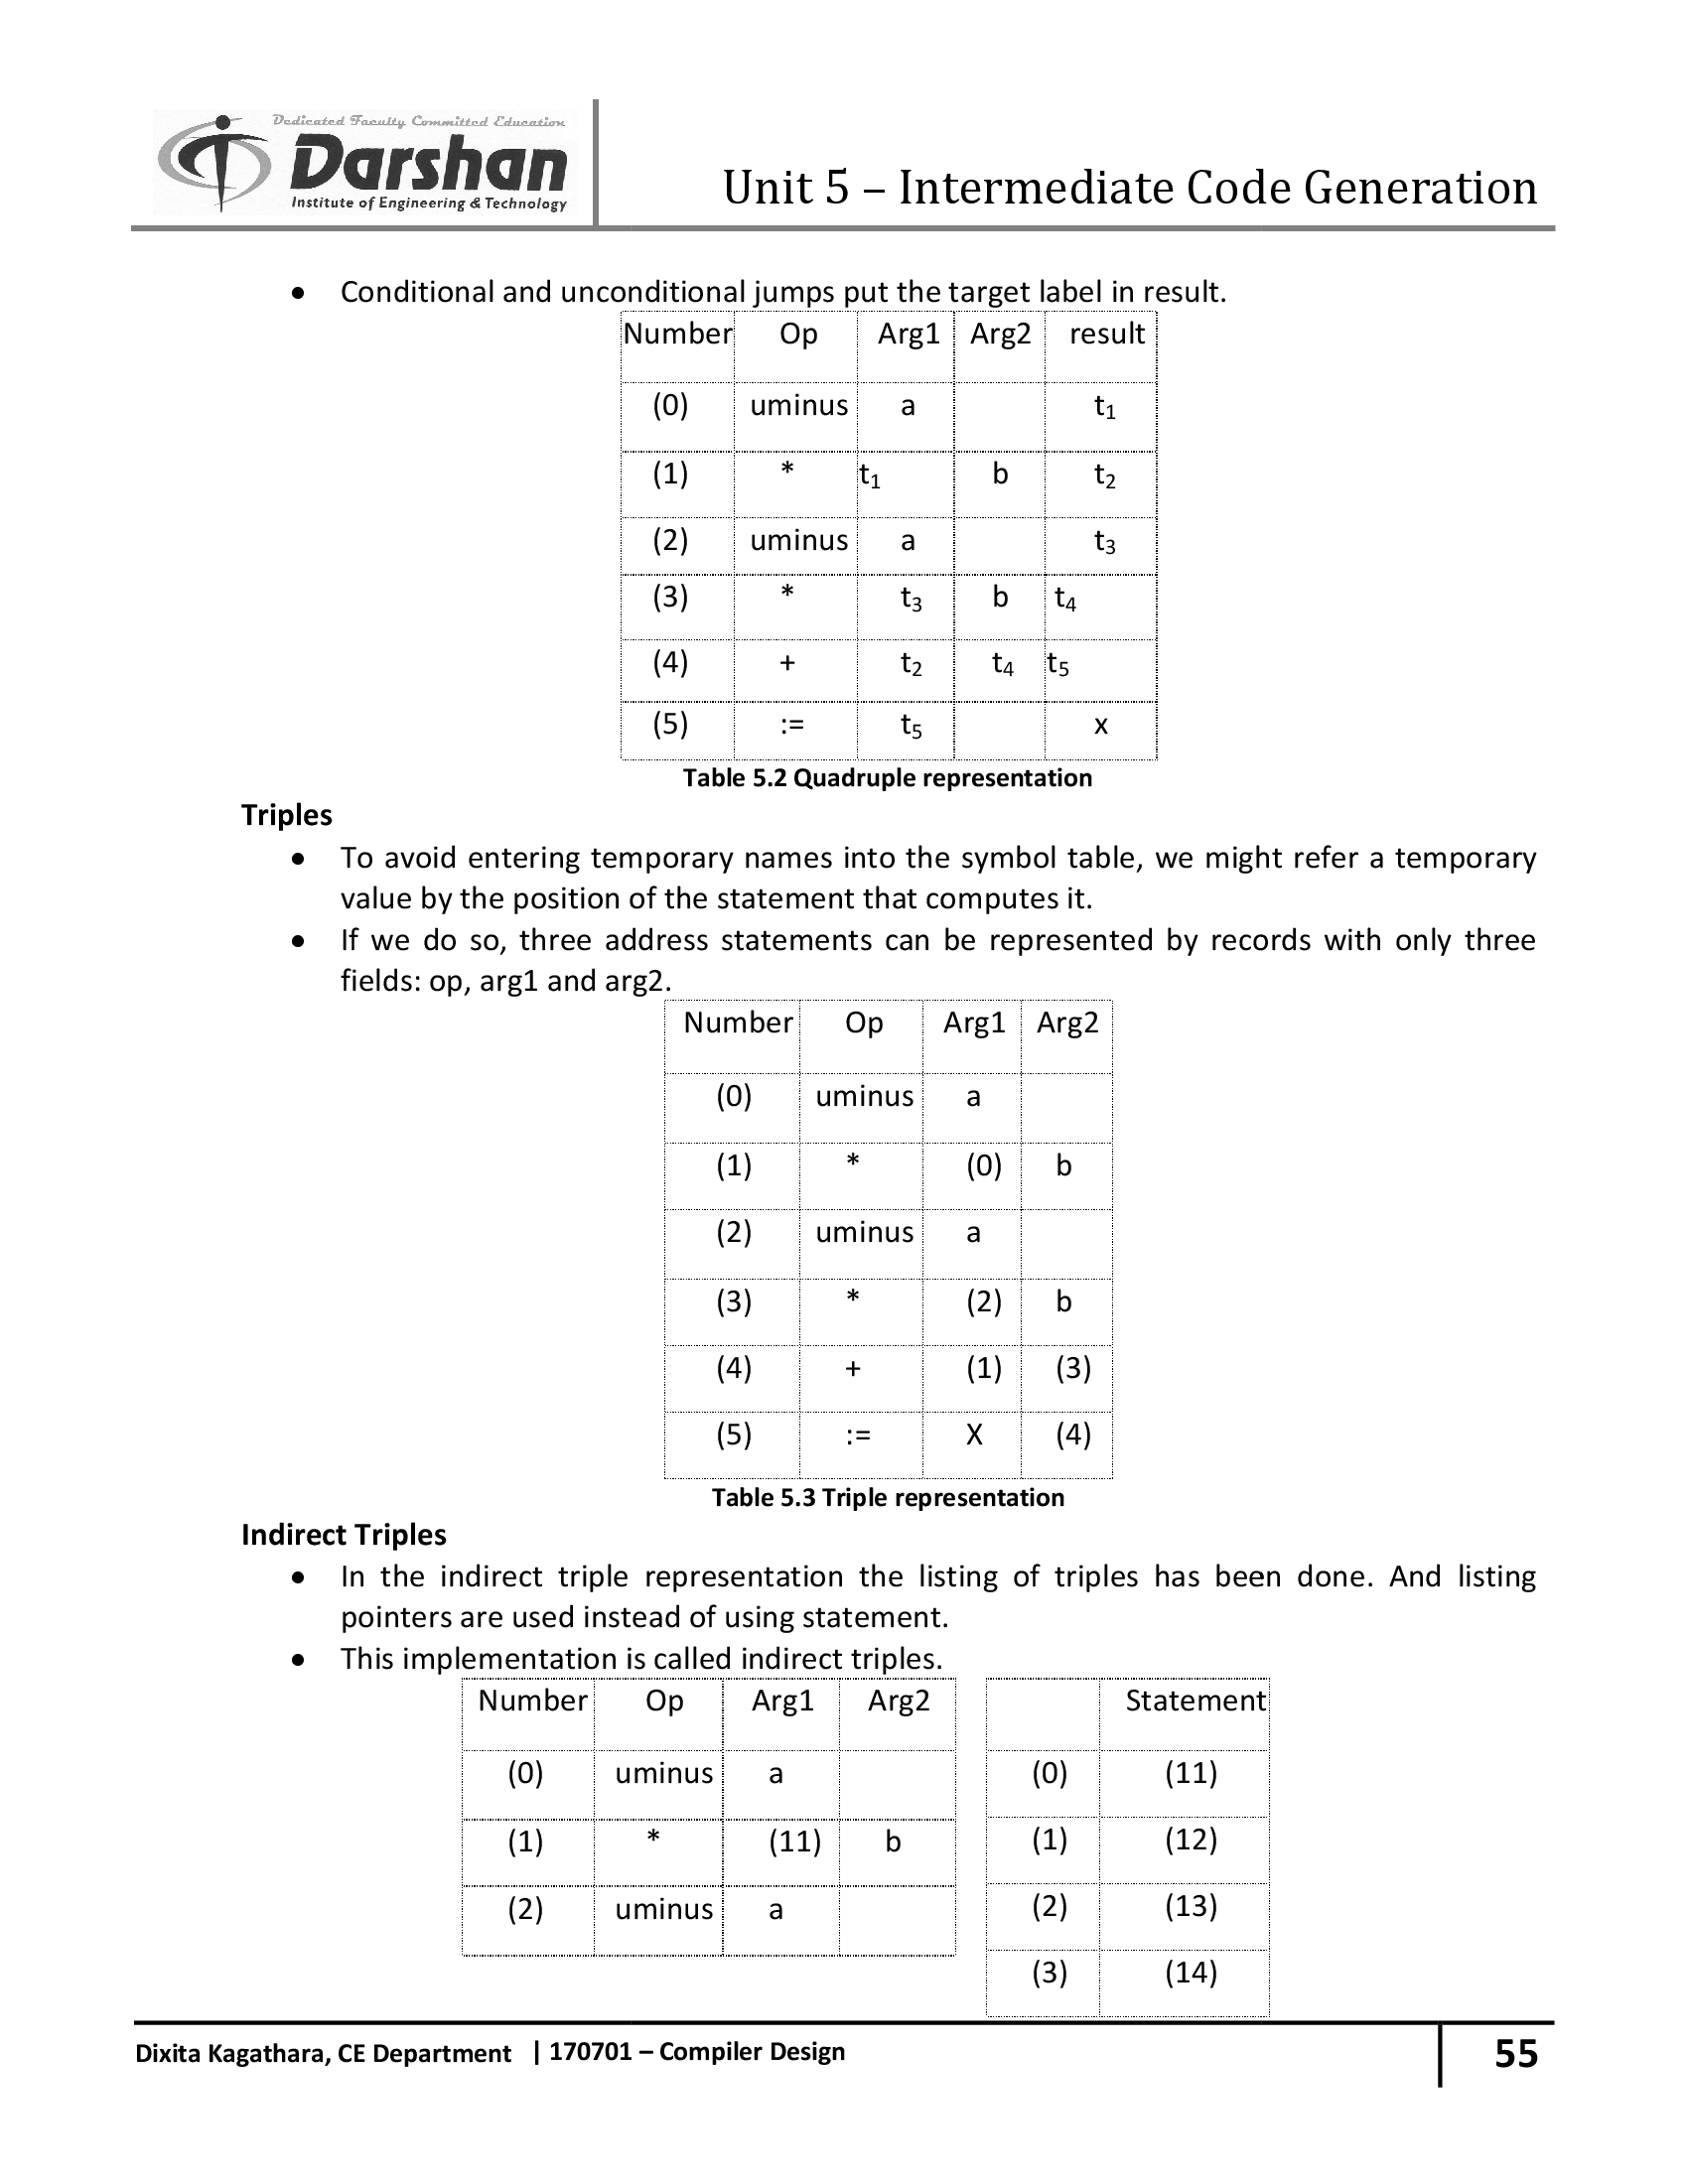 Dedicated Faculty Committed Education
Darshan
Institute of Engineering & Technology
Unit 5 – Intermediate Code Generation
• Conditional and unconditional jumps put the target label in result.
Number Op Arg1 Arg2 result
(0) uminus a t1
(1) * t1 b t2
(2) uminus a t3
(3) * t3 b t4
(4) + t2 t4 t5
(5) := t5 x
Table 5.2 Quadruple representation
Triples
• To avoid entering temporary names into the symbol table, we might refer a temporary
value by the position of the statement that computes it.
• If we do so, three address statements can be represented by records with only three
fields: op, arg1 and arg2.
Number Op Arg1 Arg2
(0) uminus a
(1) * (0) b
(2) uminus a
(3) * (2) b
(4) + (1) (3)
(5) := X (4)
Table 5.3 Triple representation
Indirect Triples
• In the indirect triple representation the listing of triples has been done. And listing
pointers are used instead of using statement.
• This implementation is called indirect triples.
Number Op Arg1 Arg2
(0) uminus a
(1) * (11) b
(2) uminus a
Statement
(0) (11)
(1) (12)
(2) (13)
(3) (14)
Dixita Kagathara, CE Department | 170701 – Compiler Design
55